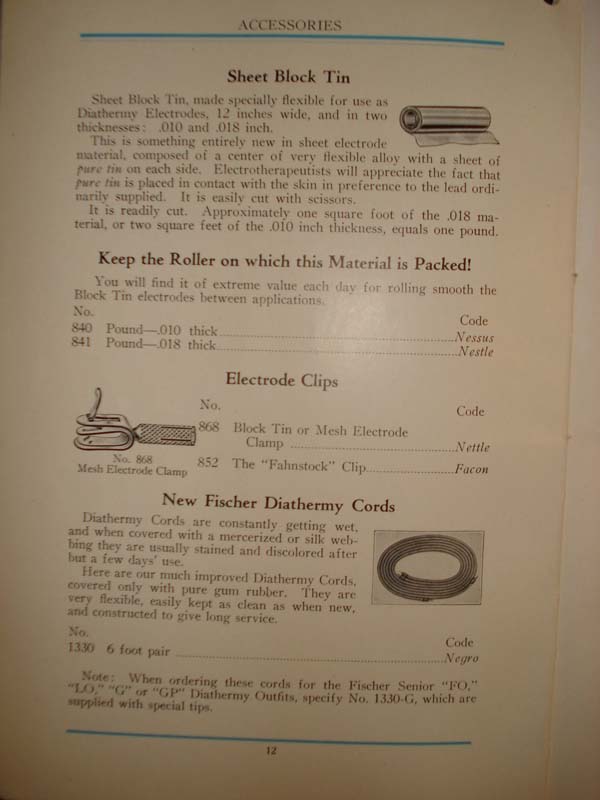 ACCESSORIES
Sheet Block Tin
Sheet Block Tin, made specially flexible for use as
Diathermy Electrodes, 12 inches wide, and in two
thicknesses: .010 and .018 inch.
This is something entirely new in sheet electrode
material, composed of a center of very flexible alloy with a sheet of
pure tin on each side. Electrotherapeutists will appreciate the fact that
pure tin is placed in contact with the skin in preference to the lead ordi-
narily supplied. It is easily cut with scissors.
It is readily cut. Approximately one square foot of the .018 ma-
terial, or two square feet of the .010 inch thickness, equals one pound.
Keep the Roller on which this Material is Packed!
You will find it of extreme value each day for rolling smooth the
Block Tin electrodes between applications.
No. Code
840 Pound—.010 thick Nessus
841 Pound—.018 thick Nestle
Electrode Clips
No. Code
868 Block Tin or Mesh Electrode
Clamp Nettle
No. 868
Mesh Electrode Clamp
852 The "Fahnstock" Clip Facon
New Fischer Diathermy Cords
Diathermy Cords are constantly getting wet,
and when covered with a mercerized or silk web-
bing they are usually stained and discolored after
but a few days' use.
Here are our much improved Diathermy Cords,
covered only with pure gum rubber. They are
very flexible, easily kept as clean as when new,
and constructed to give long service.
No. Code
1330 6 foot pair Negro
Note: When ordering these cords for the Fischer Senior "FO,"
"LO," "G" or "GP" Diathermy Outfits, specify No. 1330-G, which are
supplied with special tips.
12